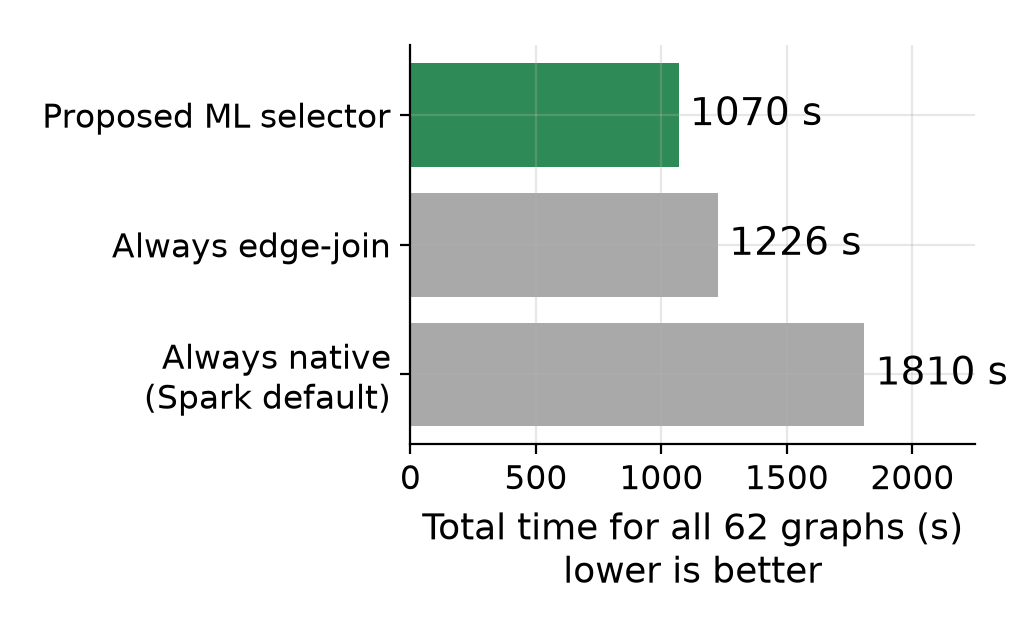 Proposed ML selector
1070 s
Always edge-join
1226 s
Always native
(Spark default)
1810 s
0 500 1000 1500 2000
Total time for all 62 graphs (s)
lower is better